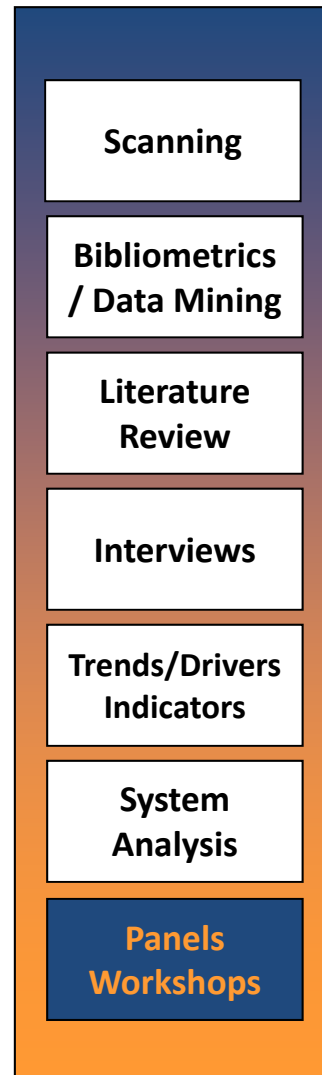 Scanning
Bibliometrics
/ Data Mining
Literature
Review
Interviews
Trends/Drivers
Indicators
System
Analysis
Panels
Workshops